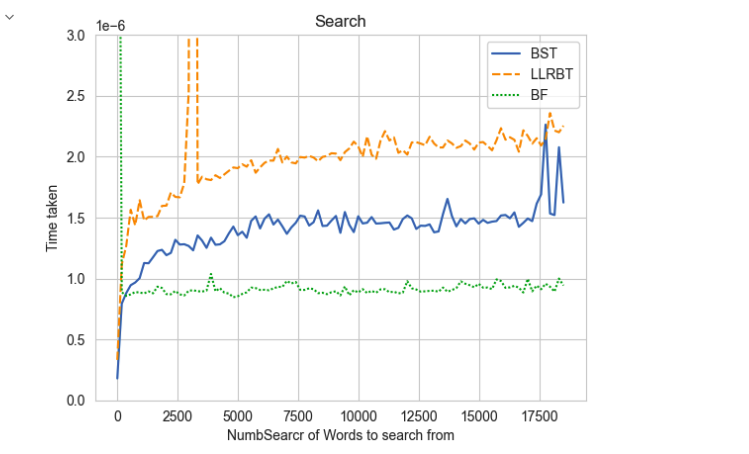 Search
1e−6
3.0
2.5
2.0
1.5
1.0
0.5
0.0
Time taken
BST
LLRBT
BF
0 2500 5000 7500 10000 12500 15000 17500
NumbSearcr of Words to search from